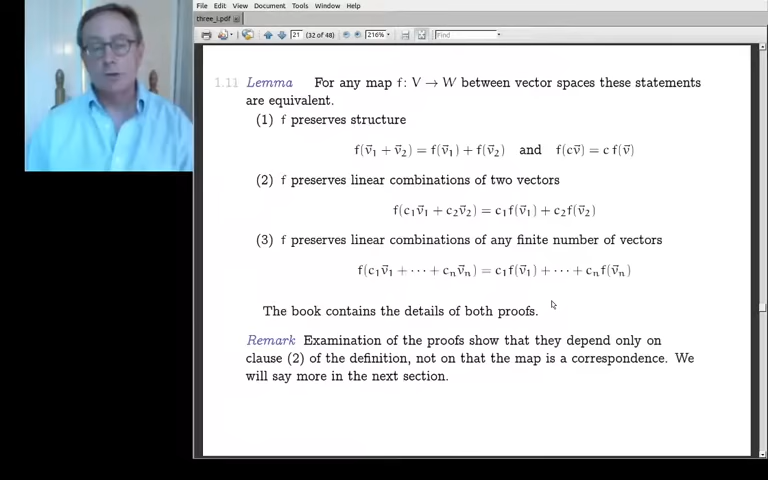 File Edit View Document Tools Window Help
three_i.pdf
21 (32 of 48) 216% Find
1.11 Lemma For any map f: V → W between vector spaces these statements
are equivalent.
(1) f preserves structure
f(v⃗₁ + v⃗₂) = f(v⃗₁) + f(v⃗₂) and f(cv⃗) = c f(v⃗)
(2) f preserves linear combinations of two vectors
f(c₁v⃗₁ + c₂v⃗₂) = c₁f(v⃗₁) + c₂f(v⃗₂)
(3) f preserves linear combinations of any finite number of vectors
f(c₁v⃗₁ + ··· + cₙv⃗ₙ) = c₁f(v⃗₁) + ··· + cₙf(v⃗ₙ)
The book contains the details of both proofs.
Remark Examination of the proofs show that they depend only on
clause (2) of the definition, not on that the map is a correspondence. We
will say more in the next section.